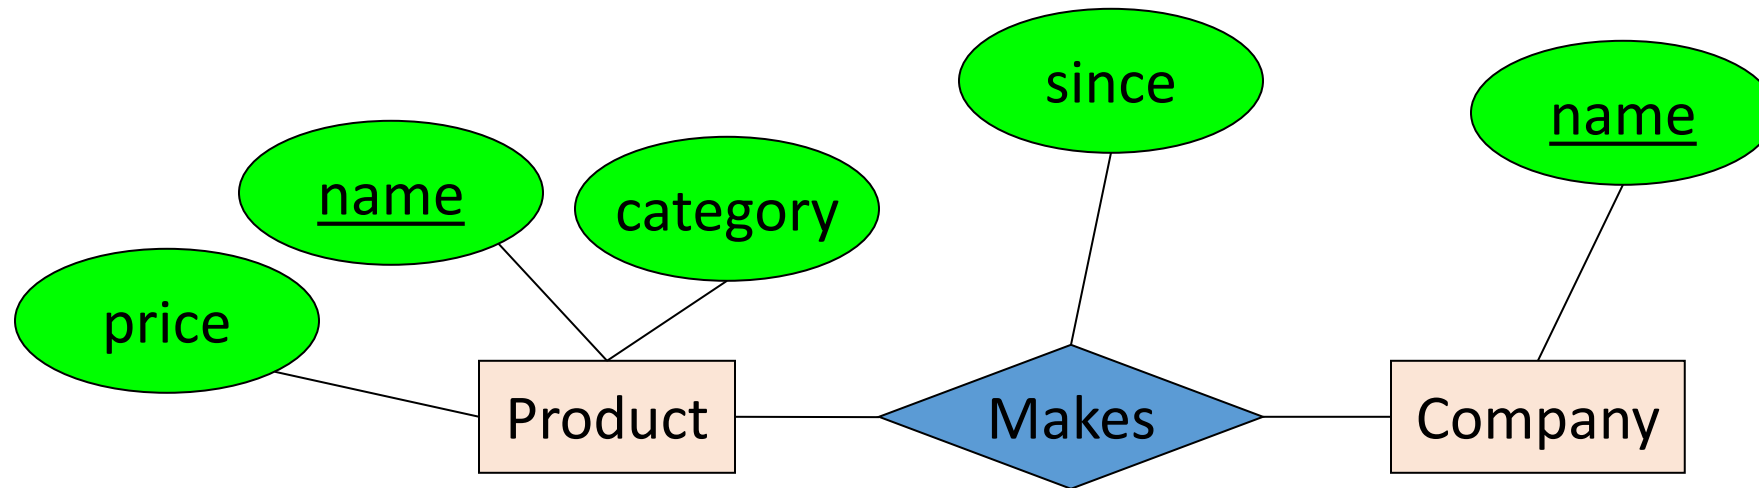 since
name
name
category
price
Product
Makes
Company